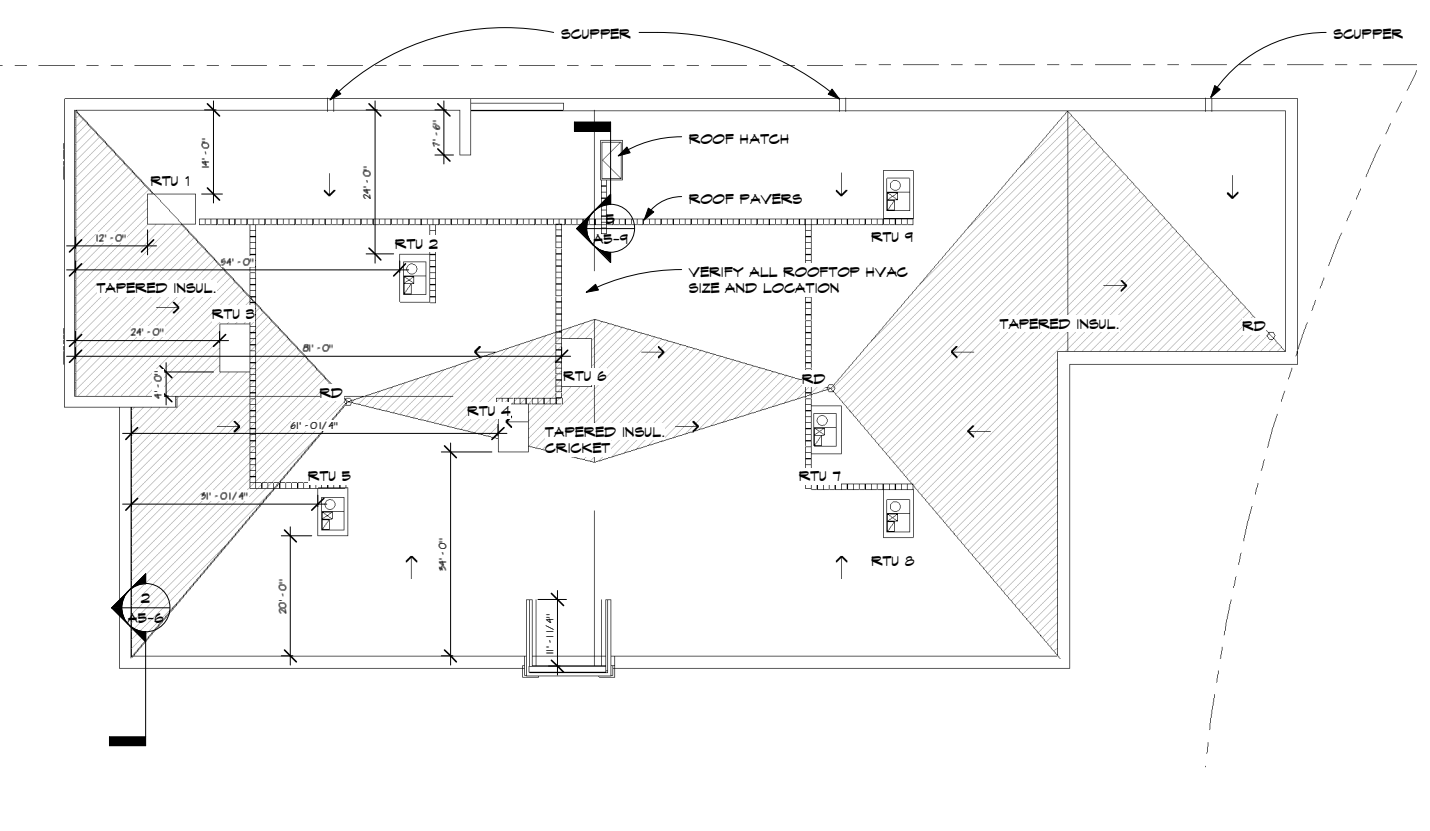 SCUPPER
SCUPPER
14' - 0"
24' - 0"
7' - 6"
ROOF HATCH
RTU 1
ROOF PAVERS
5
A5-9
RTU 9
12' - 0"
RTU 2
54' - 0"
VERIFY ALL ROOFTOP HVAC
SIZE AND LOCATION
TAPERED INSUL.
RTU 3
TAPERED INSUL.
RD
24' - 0"
81' - 0"
4' - 0"
RTU 6
RD
RD
RTU 4
61' - 0 1/4"
TAPERED INSUL.
CRICKET
RTU 5
RTU 7
31' - 0 1/4"
34' - 0"
RTU 8
20' - 0"
2
A5-6
11' - 1 1/4"